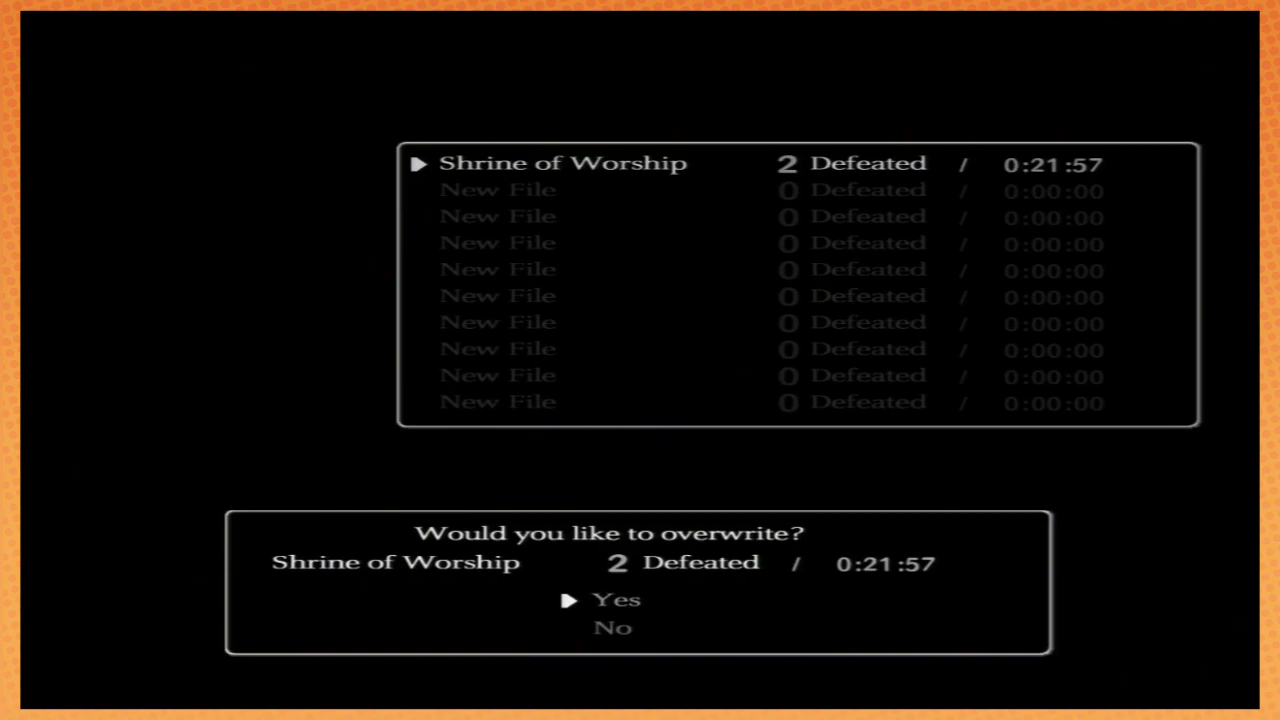 Shrine of Worship 2 Defeated / 0:21:57
New File 0 Defeated / 0:00:00
New File 0 Defeated / 0:00:00
New File 0 Defeated / 0:00:00
New File 0 Defeated / 0:00:00
New File 0 Defeated / 0:00:00
New File 0 Defeated / 0:00:00
New File 0 Defeated / 0:00:00
New File 0 Defeated / 0:00:00
New File 0 Defeated / 0:00:00
Would you like to overwrite?
Shrine of Worship 2 Defeated / 0:21:57
Yes
No